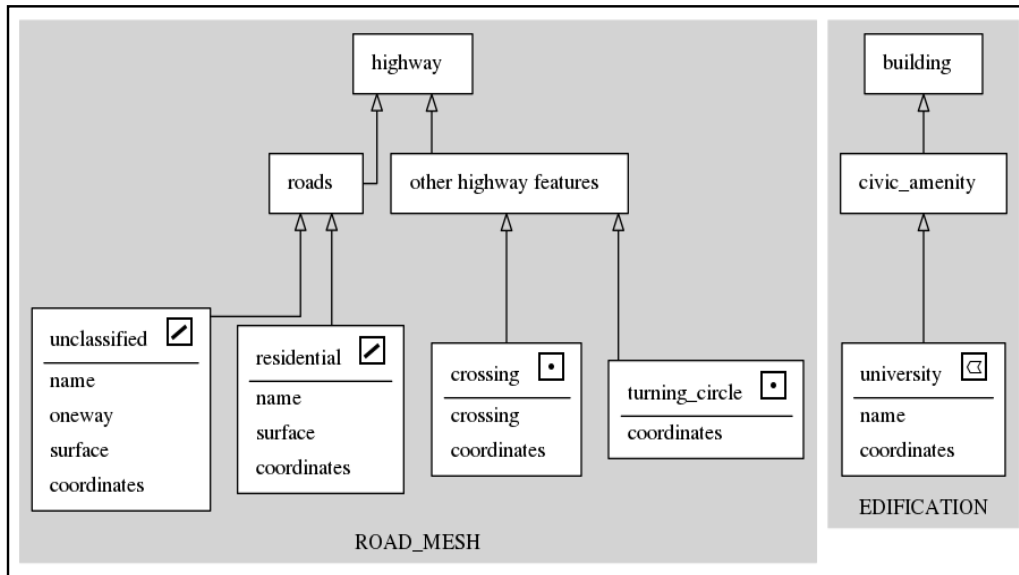 highway
roads
other highway features
unclassified
name
oneway
surface
coordinates
residential
name
surface
coordinates
crossing
crossing
coordinates
turning_circle
coordinates
ROAD_MESH
building
civic_amenity
university
name
coordinates
EDIFICATION